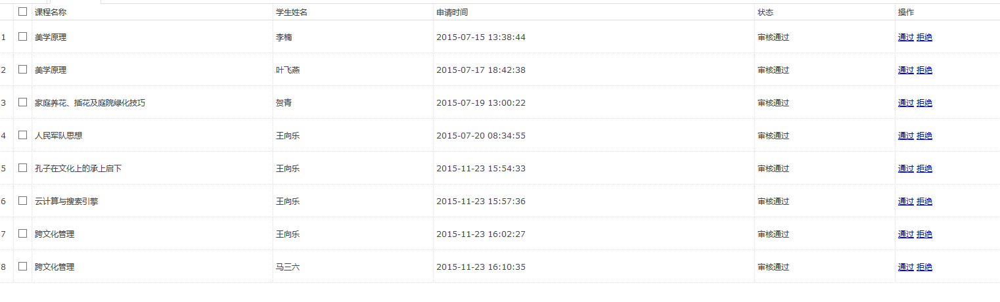 课程名称 学生姓名 申请时间 状态 操作
1 美学原理 李楠 2015-07-15 13:38:44 审核通过 通过 拒绝
2 美学原理 叶飞燕 2015-07-17 18:42:38 审核通过 通过 拒绝
3 家庭养花、插花及庭院绿化技巧 贺青 2015-07-19 13:00:22 审核通过 通过 拒绝
4 人民军队思想 王向乐 2015-07-20 08:34:55 审核通过 通过 拒绝
5 孔子在文化上的承上启下 王向乐 2015-11-23 15:54:33 审核通过 通过 拒绝
6 云计算与搜索引擎 王向乐 2015-11-23 15:57:36 审核通过 通过 拒绝
7 跨文化管理 王向乐 2015-11-23 16:02:27 审核通过 通过 拒绝
8 跨文化管理 马三六 2015-11-23 16:10:35 审核通过 通过 拒绝